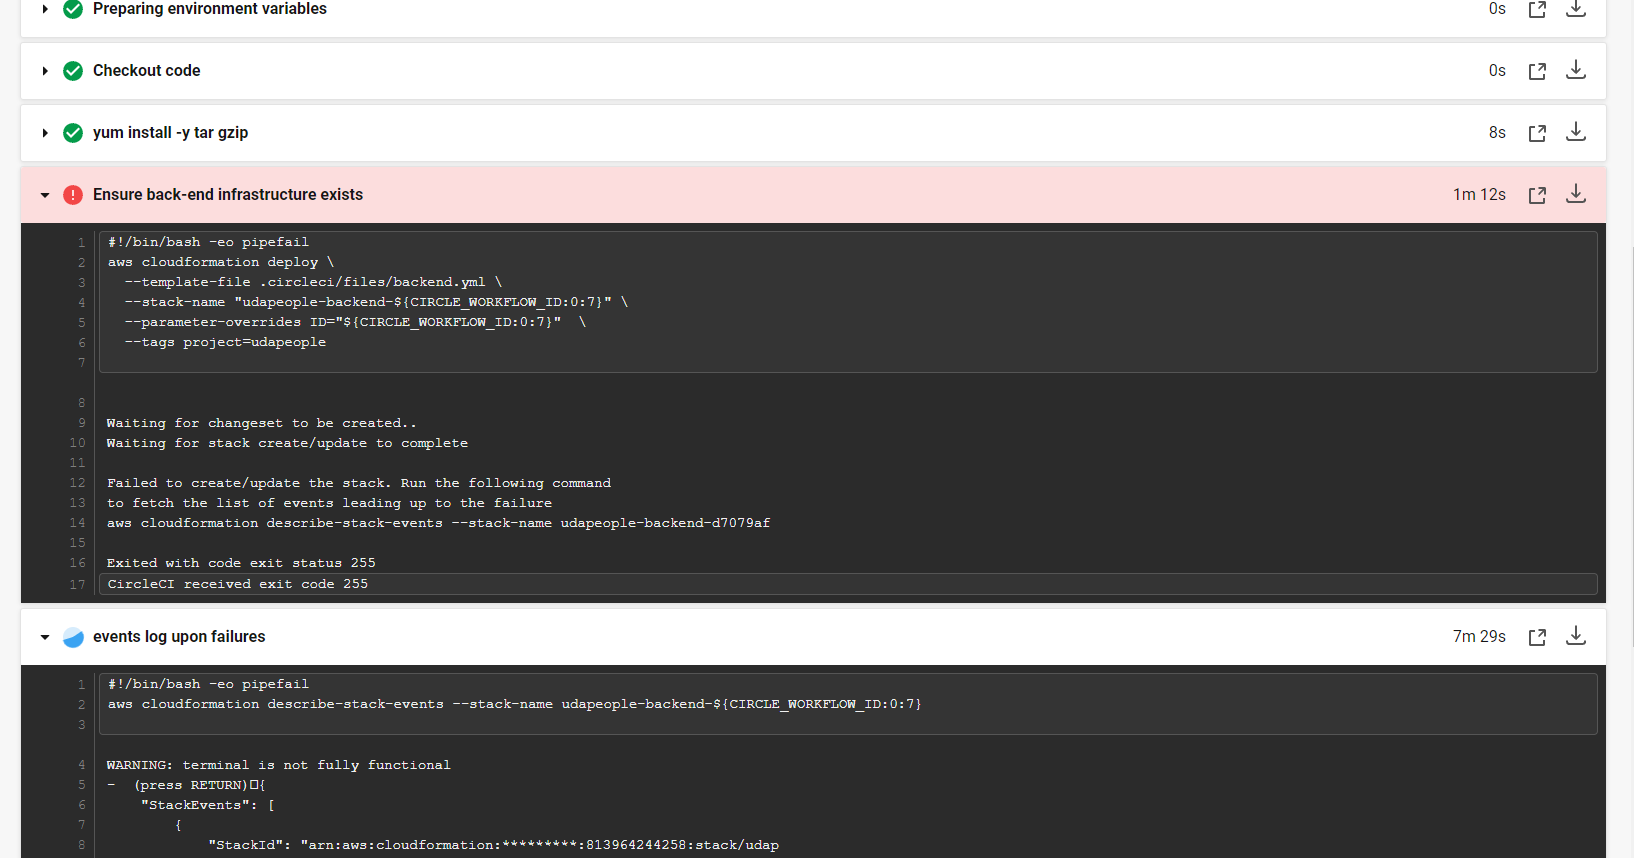 Preparing environment variables 0s
Checkout code 0s
yum install -y tar gzip 8s
Ensure back-end infrastructure exists 1m 12s
1 #!/bin/bash -eo pipefail
2 aws cloudformation deploy \
3 --template-file .circleci/files/backend.yml \
4 --stack-name "udapeople-backend-${CIRCLE_WORKFLOW_ID:0:7}" \
5 --parameter-overrides ID="${CIRCLE_WORKFLOW_ID:0:7}" \
6 --tags project=udapeople
7
8
9 Waiting for changeset to be created..
10 Waiting for stack create/update to complete
11
12 Failed to create/update the stack. Run the following command
13 to fetch the list of events leading up to the failure
14 aws cloudformation describe-stack-events --stack-name udapeople-backend-d7079af
15
16 Exited with code exit status 255
17 CircleCI received exit code 255
events log upon failures 7m 29s
1 #!/bin/bash -eo pipefail
2 aws cloudformation describe-stack-events --stack-name udapeople-backend-${CIRCLE_WORKFLOW_ID:0:7}
3
4 WARNING: terminal is not fully functional
5 - (press RETURN)□{
6 "StackEvents": [
7 {
8 "StackId": "arn:aws:cloudformation:*********:813964244258:stack/udap